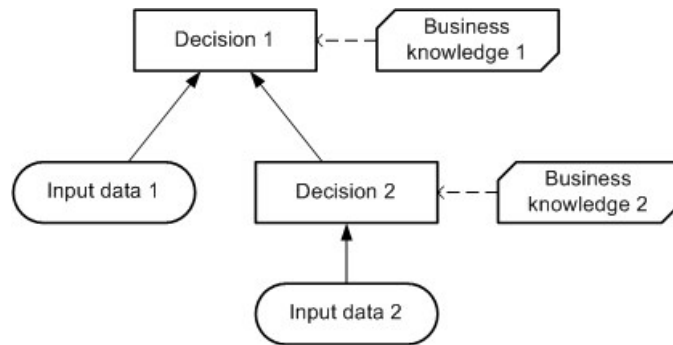 Decision 1
Business
knowledge 1
Input data 1
Decision 2
Business
knowledge 2
Input data 2